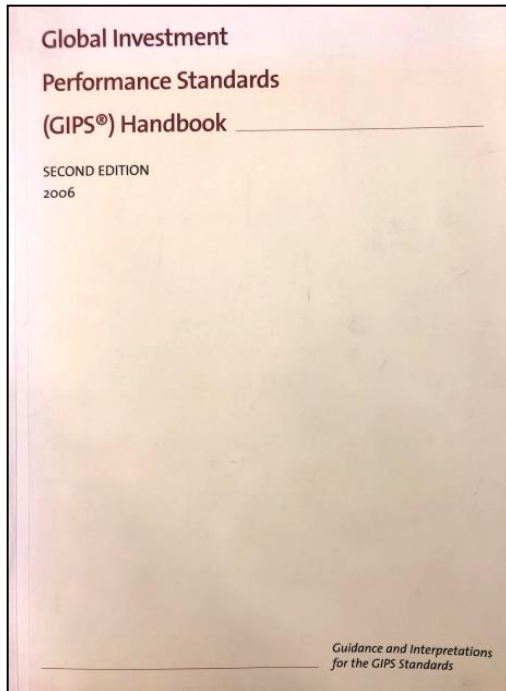 Global Investment
Performance Standards
(GIPS®) Handbook
SECOND EDITION
2006
Guidance and Interpretations
for the GIPS Standards